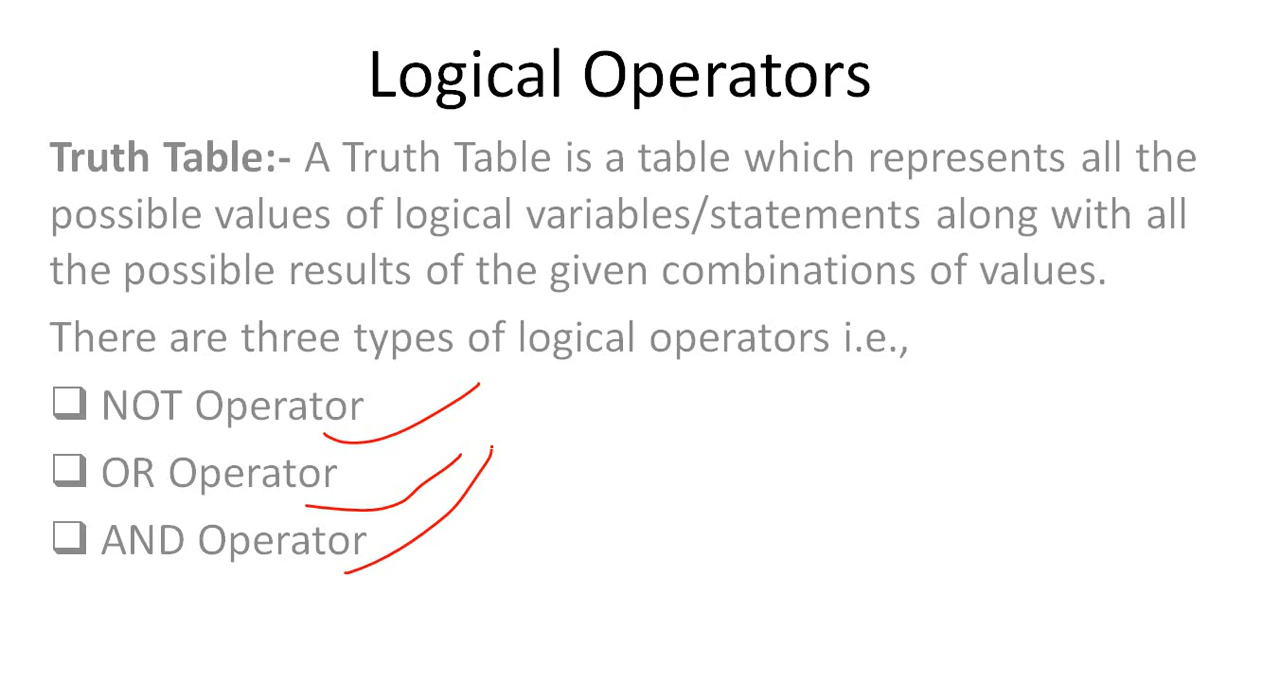 Logical Operators
Truth Table:- A Truth Table is a table which represents all the
possible values of logical variables/statements along with all
the possible results of the given combinations of values.
There are three types of logical operators i.e.,
❑ NOT Operator
❑ OR Operator
❑ AND Operator